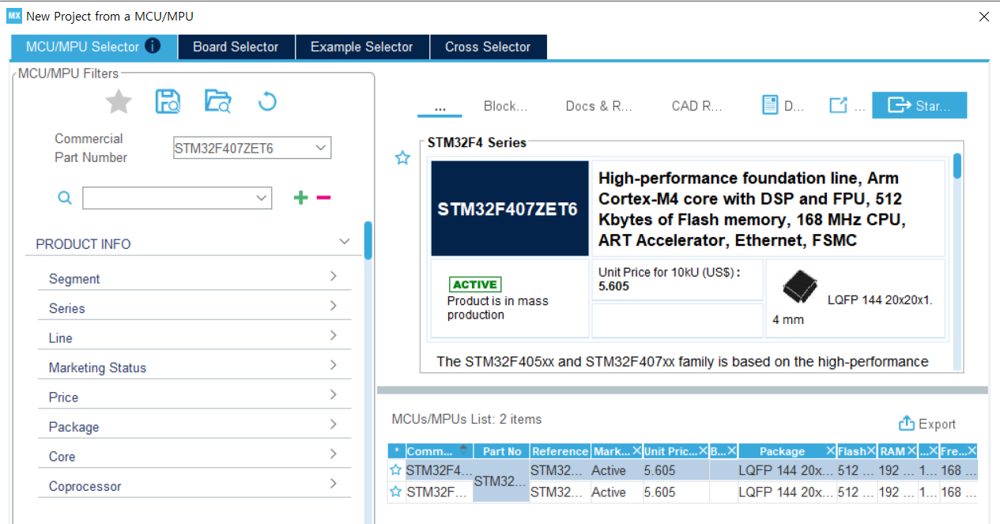 MX New Project from a MCU/MPU
MCU/MPU Selector i Board Selector Example Selector Cross Selector
MCU/MPU Filters
Commercial
Part Number
STM32F407ZET6
PRODUCT INFO
Segment
Series
Line
Marketing Status
Price
Package
Core
Coprocessor
... Block... Docs & R... CAD R... D... ... Star...
STM32F4 Series
STM32F407ZET6
High-performance foundation line, Arm
Cortex-M4 core with DSP and FPU, 512
Kbytes of Flash memory, 168 MHz CPU,
ART Accelerator, Ethernet, FSMC
ACTIVE
Product is in mass
production
Unit Price for 10kU (US$) :
5.605
LQFP 144 20x20x1.
4 mm
The STM32F405xx and STM32F407xx family is based on the high-performance
MCUs/MPUs List: 2 items
Export
* Comm... Part No Reference Mark... Unit Pric... B... Package Flash RAM ... Fre...
STM32F4... STM32... STM32... Active 5.605 LQFP 144 20x... 512 ... 192 ... 1... 168 ...
STM32F... STM32... Active 5.605 LQFP 144 20x... 512 ... 192 ... 1... 168 ...